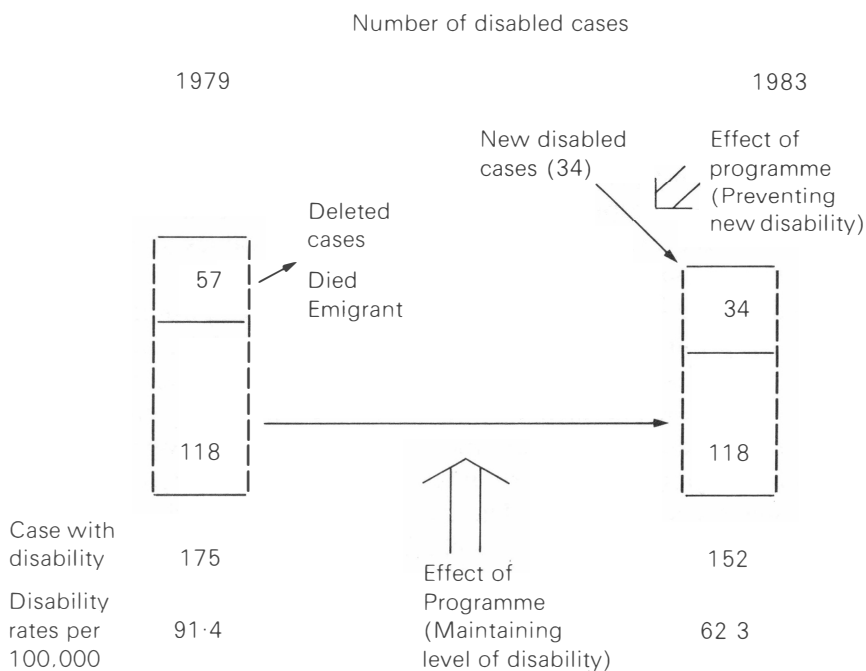 Number of disabled cases
1979
1983
New disabled
cases (34)
Effect of
programme
(Preventing
new disability)
Deleted
cases
Died
Emigrant
57
34
118
118
Case with
disability
175
152
Effect of
Programme
(Maintaining
level of disability)
Disability
rates per
100,000
91·4
62 3